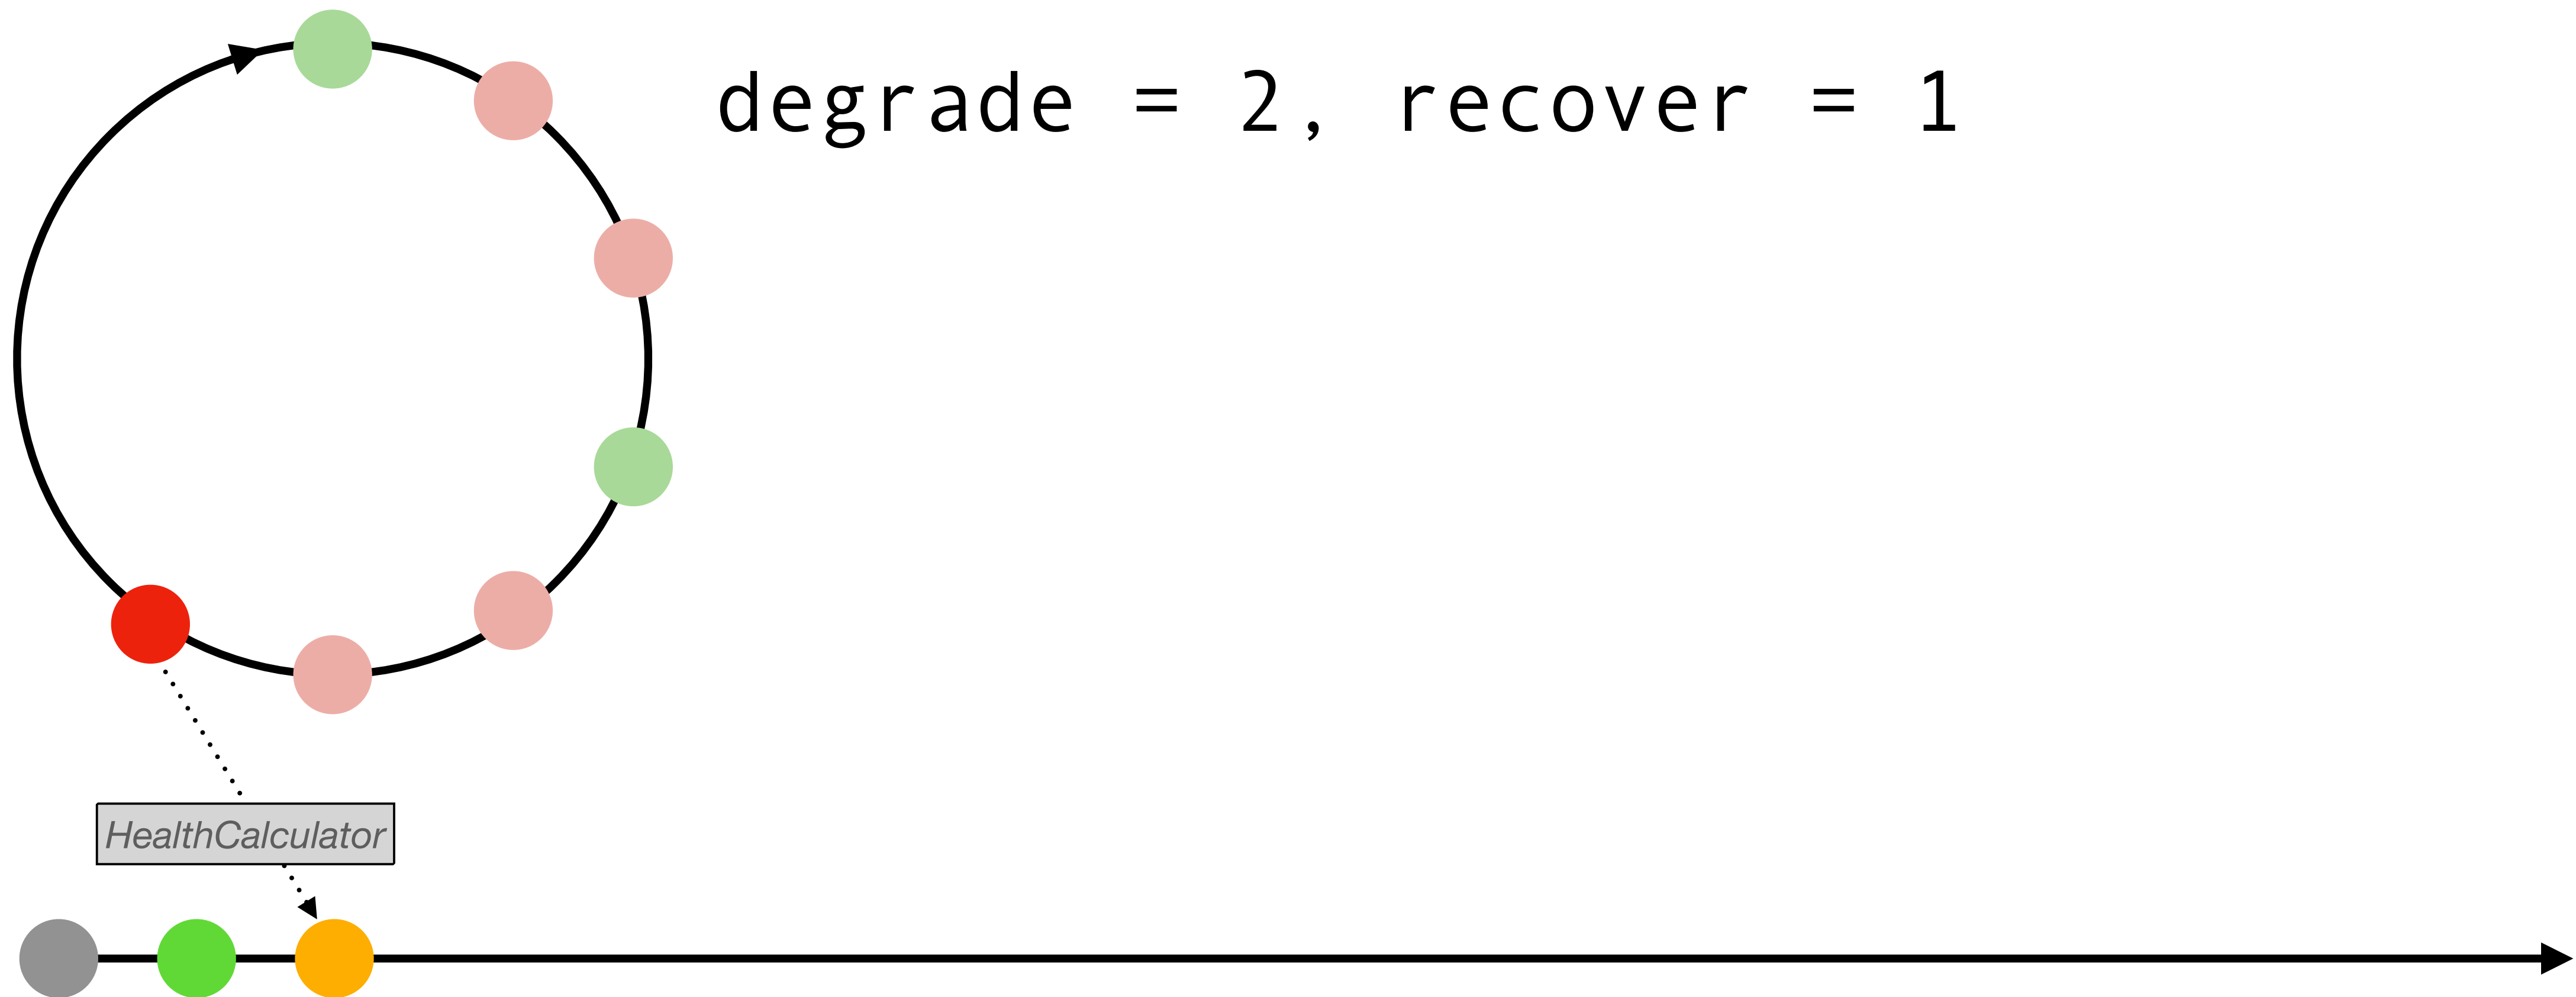 degrade = 2, recover = 1
HealthCalculator